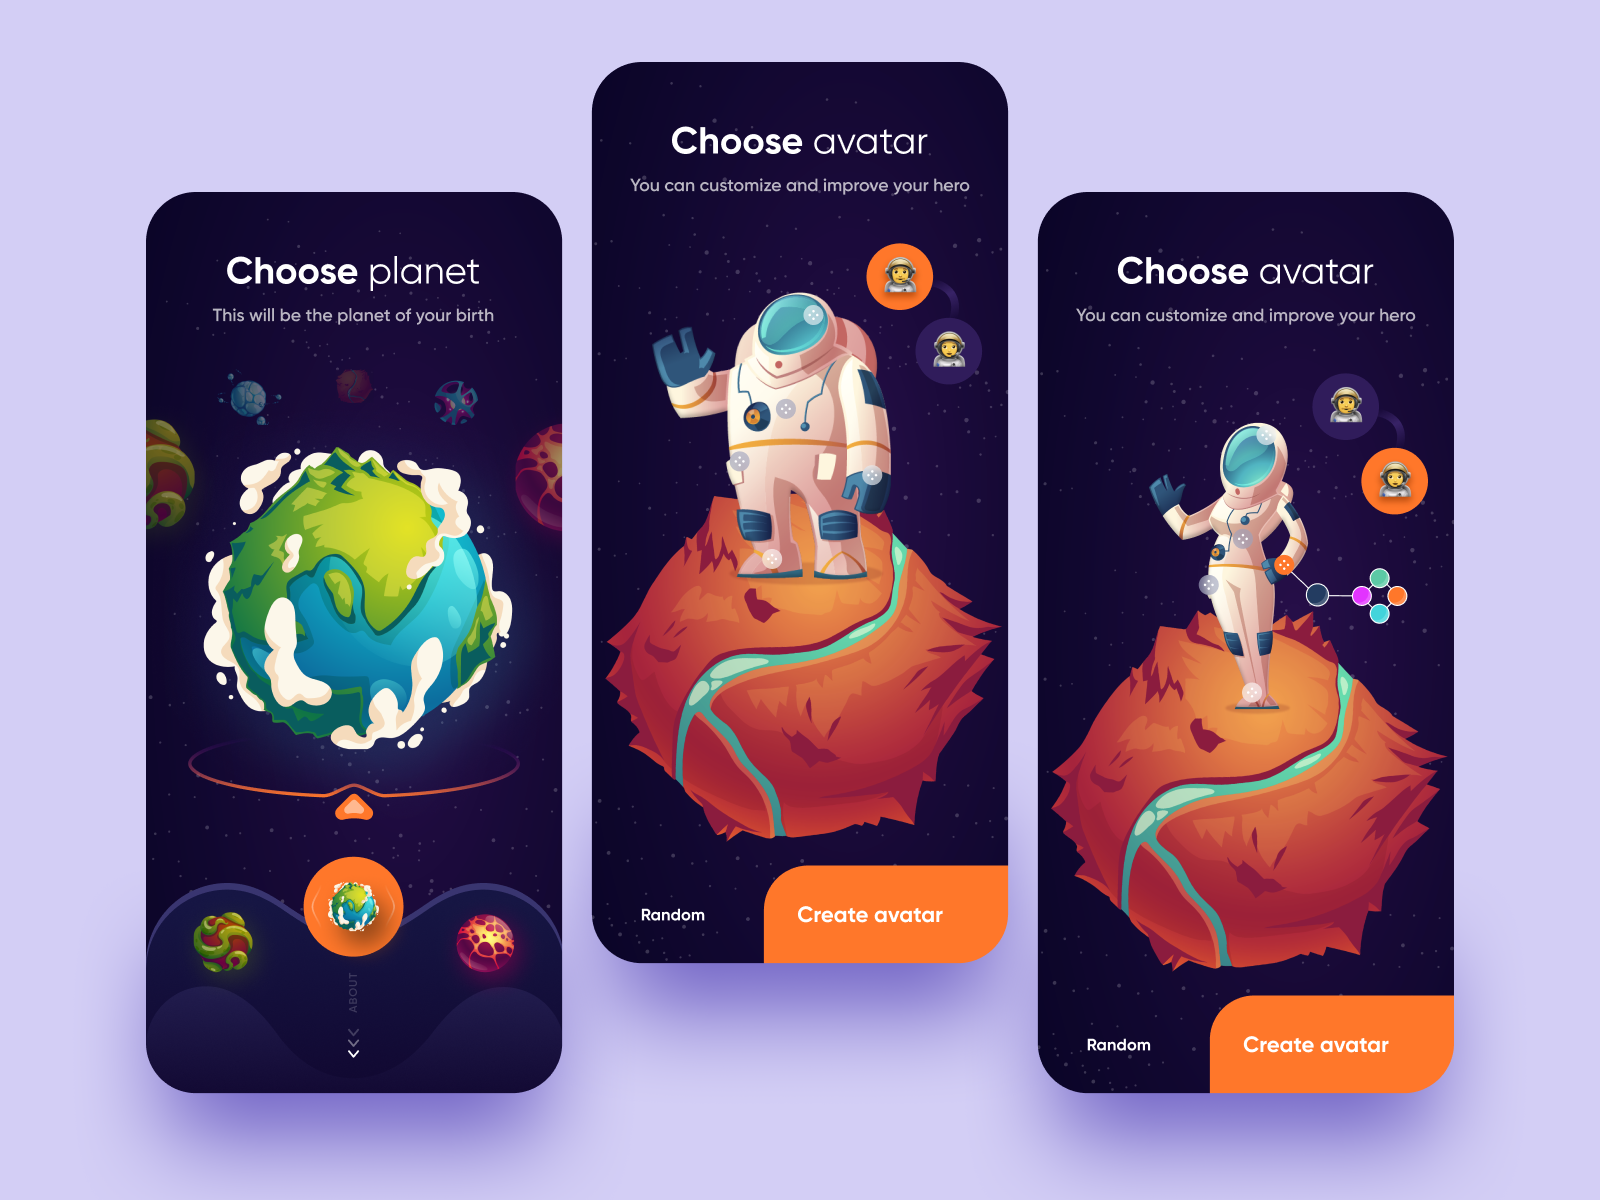 Choose planet
This will be the planet of your birth
ABOUT
Choose avatar
You can customize and improve your hero
Random
Create avatar
Choose avatar
You can customize and improve your hero
Random
Create avatar